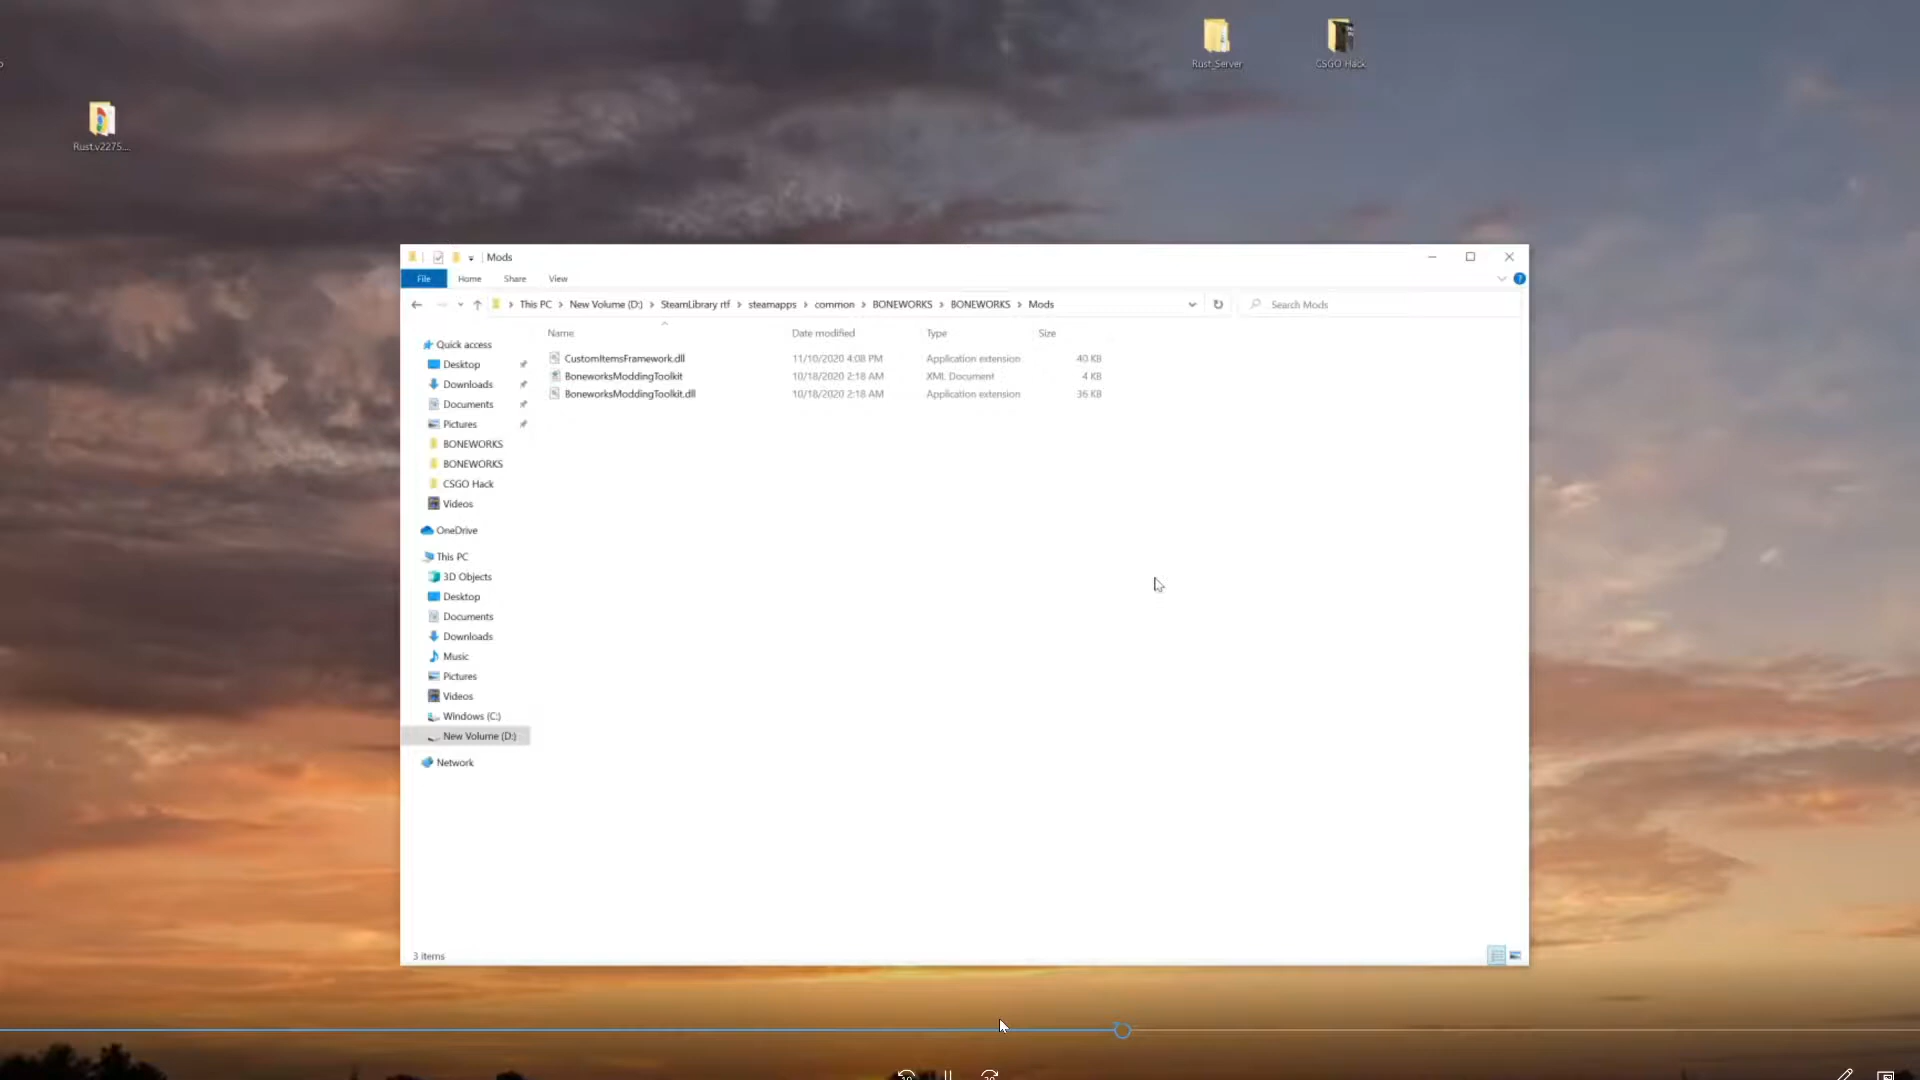 Rust_Server
CSGO Hack
Rust.v2275....
Mods
File Home Share View
This PC New Volume (D:) SteamLibrary rtf steamapps common BONEWORKS BONEWORKS Mods
Search Mods
Name Date modified Type Size
CustomItemsFramework.dll 11/10/2020 4:08 PM Application extension 40 KB
BoneworksModdingToolkit 10/18/2020 2:18 AM XML Document 4 KB
BoneworksModdingToolkit.dll 10/18/2020 2:18 AM Application extension 36 KB
Quick access
Desktop
Downloads
Documents
Pictures
BONEWORKS
BONEWORKS
CSGO Hack
Videos
OneDrive
This PC
3D Objects
Desktop
Documents
Downloads
Music
Pictures
Videos
Windows (C:)
New Volume (D:)
Network
3 items